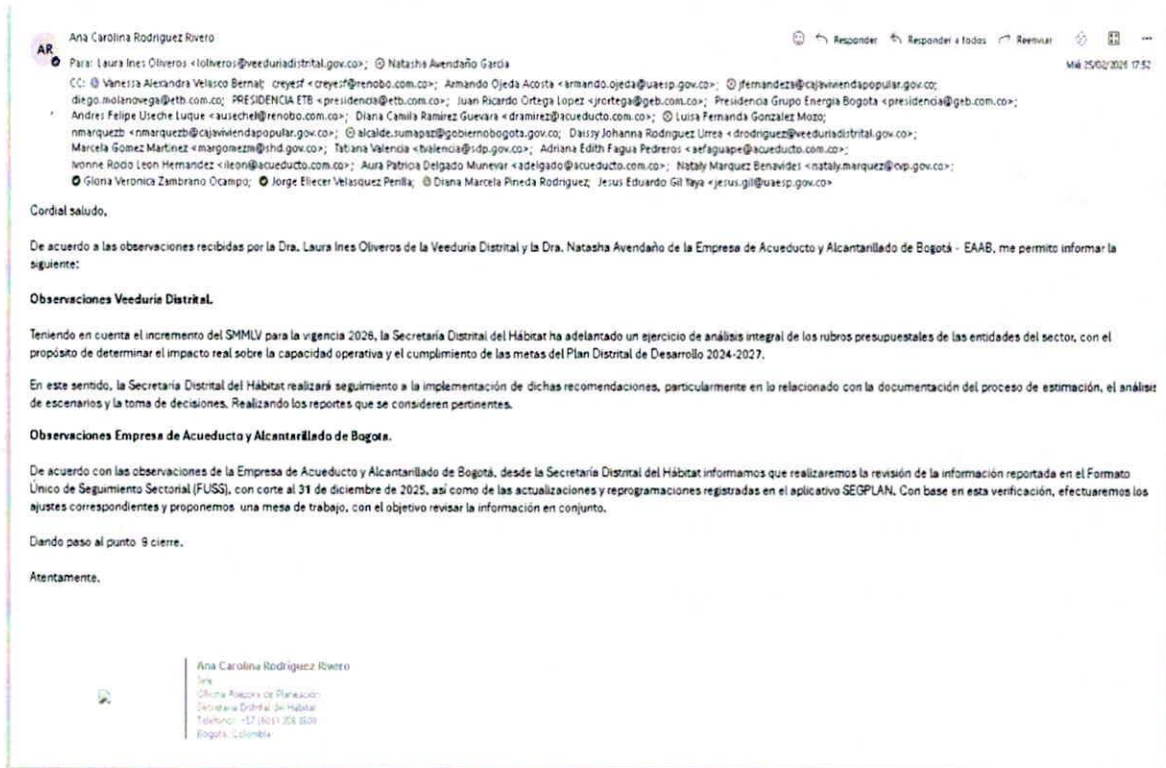 Ana Carolina Rodriguez Rivero
Responder Responder a todos Reenviar
AR
Para: Laura Ines Oliveros <loliveros@veeduriadistrital.gov.co>; Natasha Avendaño Garcia
Mié 25/02/2026 17:52
CC: Vanessa Alexandra Velasco Bernal; creyesf <creyesf@renobo.com.co>; Armando Ojeda Acosta <armando.ojeda@uaesp.gov.co>; jfernandeza@cajaviviendapopular.gov.co;
diego.molanovega@etb.com.co; PRESIDENCIA ETB <presidencia@etb.com.co>; Juan Ricardo Ortega Lopez <jrortega@geb.com.co>; Presidencia Grupo Energia Bogota <presidencia@geb.com.co>;
Andres Felipe Useche Luque <ausechel@renobo.com.co>; Diana Camila Ramirez Guevara <dramirez@acueducto.com.co>; Luisa Fernanda Gonzalez Mozo;
nmarquezb <nmarquezb@cajaviviendapopular.gov.co>; alcalde.sumapaz@gobiernobogota.gov.co; Daissy Johanna Rodriguez Urrea <drodriguez@veeduriadistrital.gov.co>;
Marcela Gomez Martinez <margomezm@shd.gov.co>; Tatiana Valencia <tvalencia@sdp.gov.co>; Adriana Edith Fagua Pedreros <aefaguape@acueducto.com.co>;
Ivonne Rocio Leon Hernandez <ileon@acueducto.com.co>; Aura Patricia Delgado Munevar <adelgado@acueducto.com.co>; Nataly Marquez Benavides <nataly.marquez@cvp.gov.co>;
Gloria Veronica Zambrano Ocampo; Jorge Eliecer Velasquez Perilla; Diana Marcela Pineda Rodriguez; Jesus Eduardo Gil Yaya <jesus.gil@uaesp.gov.co>
Cordial saludo,
De acuerdo a las observaciones recibidas por la Dra. Laura Ines Oliveros de la Veeduria Distrital y la Dra. Natasha Avendaño de la Empresa de Acueducto y Alcantarillado de Bogotá - EAAB, me permito informar la
siguiente:
Observaciones Veeduría Distrital.
Teniendo en cuenta el incremento del SMMLV para la vigencia 2026, la Secretaría Distrital del Hábitat ha adelantado un ejercicio de análisis integral de los rubros presupuestales de las entidades del sector, con el
propósito de determinar el impacto real sobre la capacidad operativa y el cumplimiento de las metas del Plan Distrital de Desarrollo 2024-2027.
En este sentido, la Secretaría Distrital del Hábitat realizará seguimiento a la implementación de dichas recomendaciones, particularmente en lo relacionado con la documentación del proceso de estimación, el análisis
de escenarios y la toma de decisiones. Realizando los reportes que se consideren pertinentes.
Observaciones Empresa de Acueducto y Alcantarillado de Bogota.
De acuerdo con las observaciones de la Empresa de Acueducto y Alcantarillado de Bogotá, desde la Secretaría Distrital del Hábitat informamos que realizaremos la revisión de la información reportada en el Formato
Único de Seguimiento Sectorial (FUSS), con corte al 31 de diciembre de 2025, así como de las actualizaciones y reprogramaciones registradas en el aplicativo SEGPLAN. Con base en esta verificación, efectuaremos los
ajustes correspondientes y proponemos una mesa de trabajo, con el objetivo revisar la información en conjunto.
Dando paso al punto 9 cierre.
Atentamente,
Ana Carolina Rodriguez Rivero
Jefe
Oficina Asesora de Planeación
Secretaría Distrital del Hábitat
Teléfono:
Bogotá, Colombia